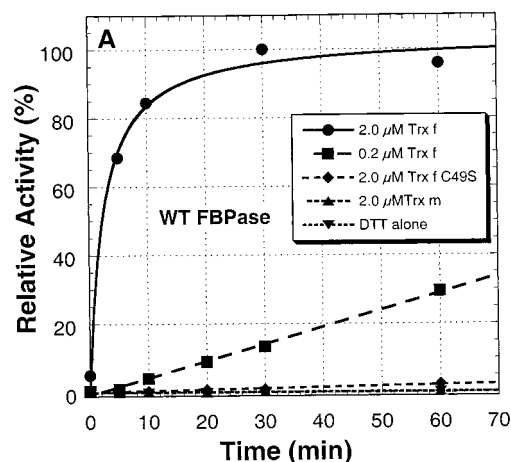 A
100
80
60
40
20
0
Relative Activity (%)
2.0 µM Trx f
0.2 µM Trx f
2.0 µM Trx f C49S
2.0 µMTrx m
DTT alone
WT FBPase
0 10 20 30 40 50 60 70
Time (min)